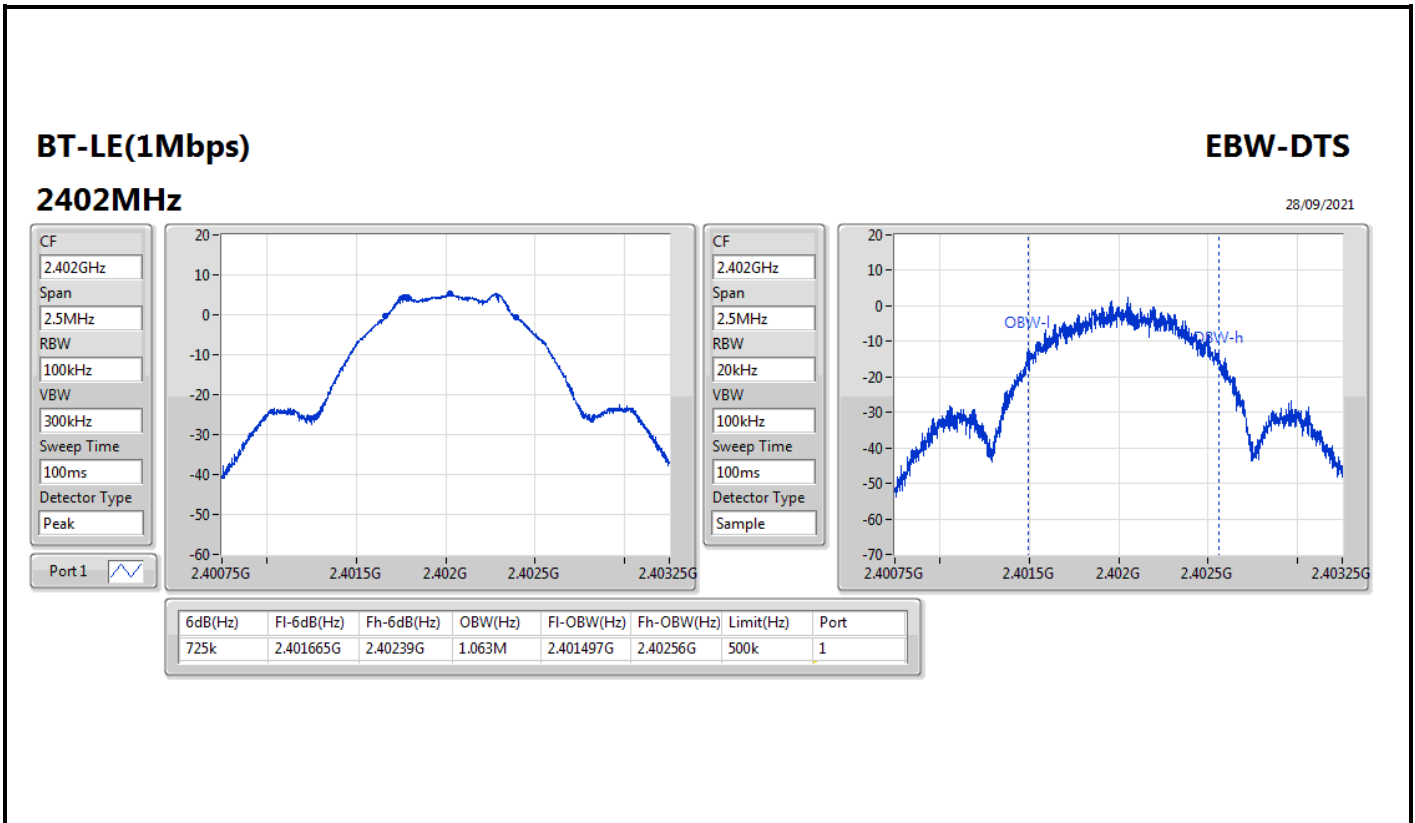 BT-LE(1Mbps)
EBW-DTS
2402MHz
28/09/2021
CF
2.402GHz
Span
2.5MHz
RBW
100kHz
VBW
300kHz
Sweep Time
100ms
Detector Type
Peak
Port 1
20
10
0
-10
-20
-30
-40
-50
-60
2.40075G 2.4015G 2.402G 2.4025G 2.40325G
CF
2.402GHz
Span
2.5MHz
RBW
20kHz
VBW
100kHz
Sweep Time
100ms
Detector Type
Sample
20
10
0
-10
-20
-30
-40
-50
-60
-70
OBW-l
OBW-h
2.40075G 2.4015G 2.402G 2.4025G 2.40325G
6dB(Hz) Fl-6dB(Hz) Fh-6dB(Hz) OBW(Hz) Fl-OBW(Hz) Fh-OBW(Hz) Limit(Hz) Port
725k 2.401665G 2.40239G 1.063M 2.401497G 2.40256G 500k 1